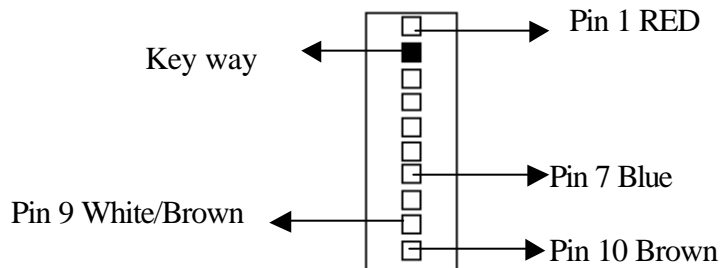 Pin 1 RED
Key way
Pin 7 Blue
Pin 9 White/Brown
Pin 10 Brown